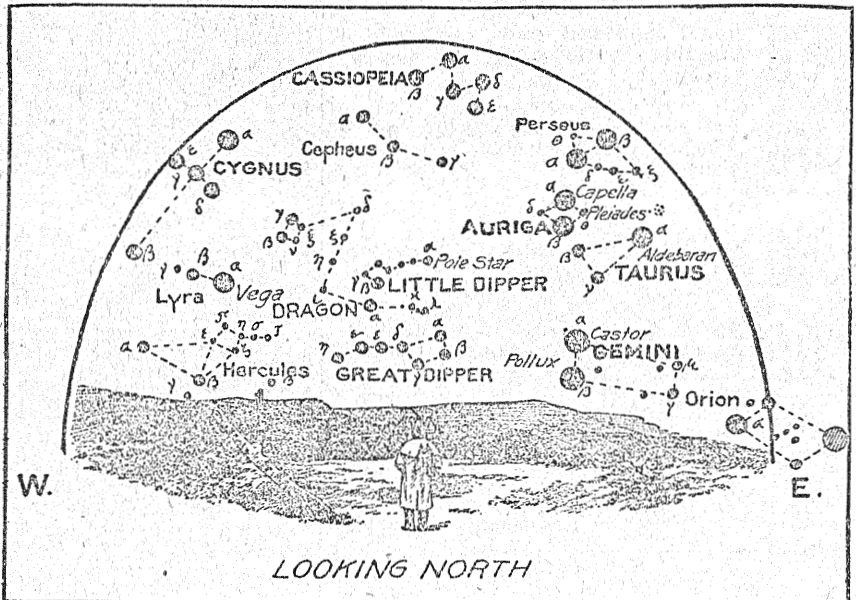 α
CASSIOPEIA
β γ δ ε
α
Cepheus
β γ
Perseus
β
α
δ ε ξ
ε α
γ CYGNUS
δ
β
α Capella
δ Pleiades
AURIGA
β
α
Aldebaran
β TAURUS
γ
γ δ
β ν ξ ξ
η
ι
α Pole Star
γ β LITTLE DIPPER
DRAGON
α κ λ
γ β α
Lyra Vega
π
ε η σ τ
α
Hercules
γ β β
α
η ε ε δ β
GREAT γ DIPPER
α Castor
GEMINI
Pollux μ
β γ
Orion
α
W. E.
LOOKING NORTH